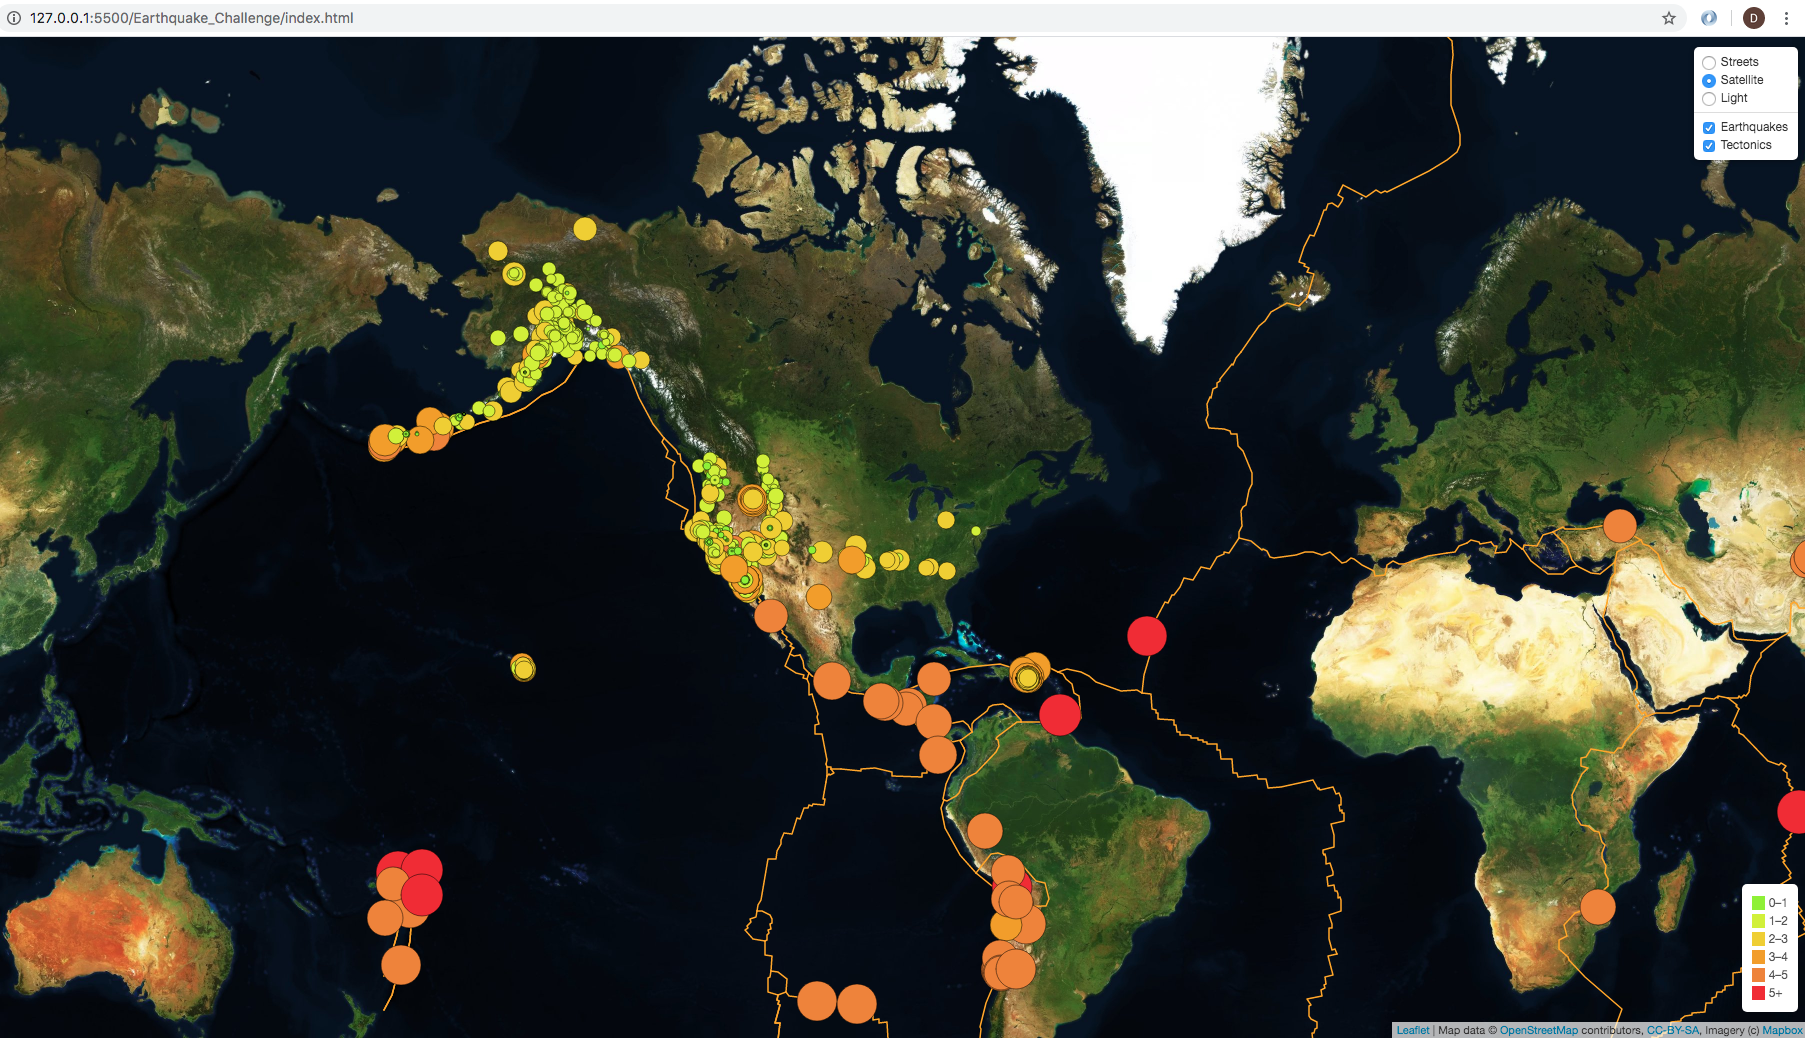 127.0.0.1:5500/Earthquake_Challenge/index.html
D
Streets
Satellite
Light
Earthquakes
Tectonics
0–1
1–2
2–3
3–4
4–5
5+
Leaflet | Map data © OpenStreetMap contributors, CC-BY-SA, Imagery (c) Mapbox